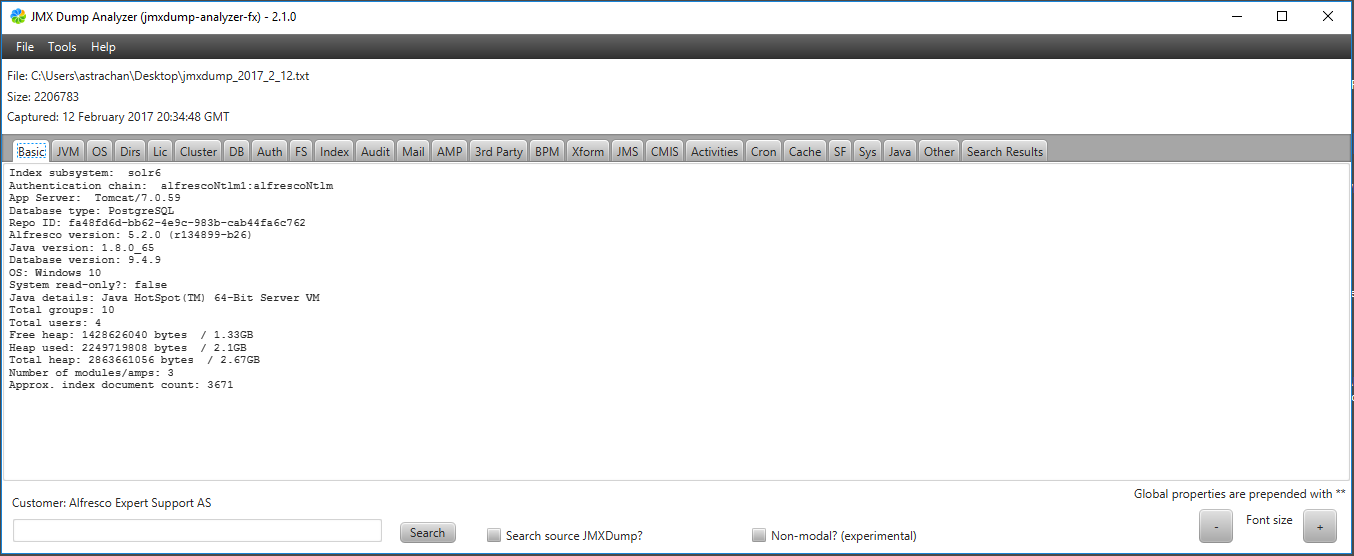 JMX Dump Analyzer (jmxdump-analyzer-fx) - 2.1.0
File Tools Help
File: C:\Users\astrachan\Desktop\jmxdump_2017_2_12.txt
Size: 2206783
Captured: 12 February 2017 20:34:48 GMT
Basic JVM OS Dirs Lic Cluster DB Auth FS Index Audit Mail AMP 3rd Party BPM Xform JMS CMIS Activities Cron Cache SF Sys Java Other Search Results
Index subsystem:  solr6
Authentication chain:  alfrescoNtlm1:alfrescoNtlm
App Server:  Tomcat/7.0.59
Database type: PostgreSQL
Repo ID: fa48fd6d-bb62-4e9c-983b-cab44fa6c762
Alfresco version: 5.2.0 (r134899-b26)
Java version: 1.8.0_65
Database version: 9.4.9
OS: Windows 10
System read-only?: false
Java details: Java HotSpot(TM) 64-Bit Server VM
Total groups: 10
Total users: 4
Free heap: 1428626040 bytes  / 1.33GB
Heap used: 2249719808 bytes  / 2.1GB
Total heap: 2863661056 bytes  / 2.67GB
Number of modules/amps: 3
Approx. index document count: 3671
Global properties are prepended with **
Customer: Alfresco Expert Support AS
Search Search source JMXDump? Non-modal? (experimental) - Font size +